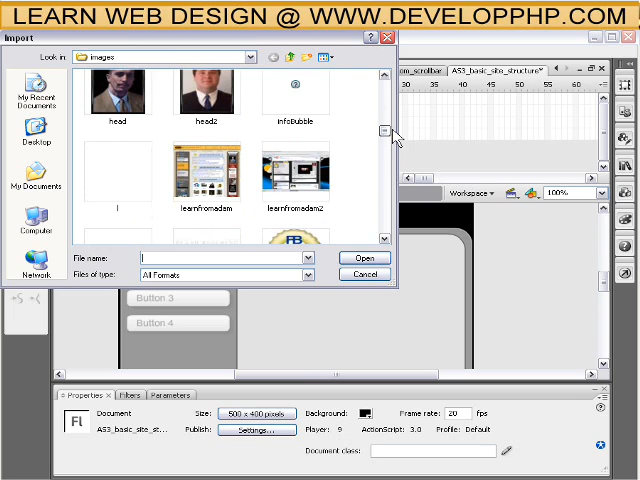 LEARN WEB DESIGN @ WWW.DEVELOPPHP.COM
Import
Look in: images
My Recent
Documents
Desktop
My Documents
Computer
Network
head
head2
infoBubble
l
learnfromadam
learnfromadam2
File name:
Open
Files of type: All Formats
Cancel
om_scrollbar
AS3_basic_site_structure*
30 35 40 45 50 55 60
Workspace
100%
Button 3
Button 4
Properties
Filters
Parameters
Fl
Document
Size: 500 x 400 pixels
Background:
Frame rate: 20 fps
AS3_basic_site_st...
Publish: Settings...
Player: 9
ActionScript: 3.0
Profile: Default
Document class: